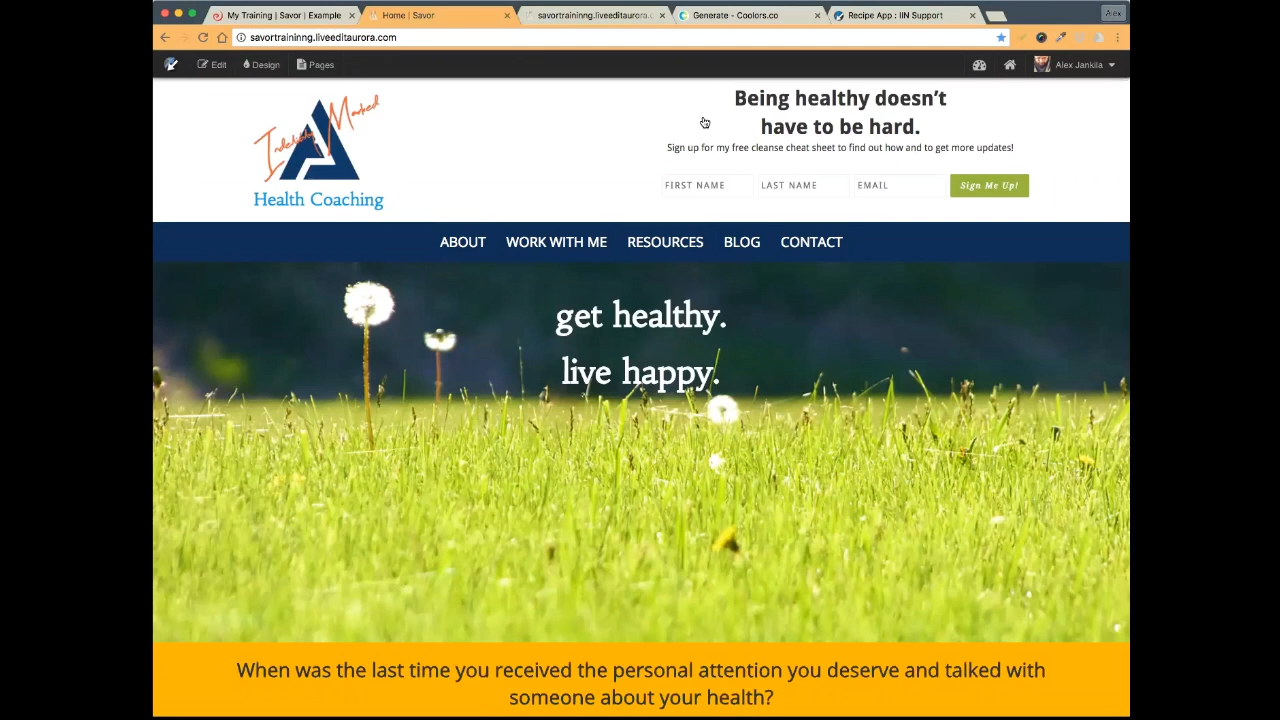 My Training | Savor | Example
Home | Savor
savortraininng.liveeditaurora.
Generate - Coolors.co
Recipe App : IIN Support
Alex
savortraininng.liveeditaurora.com
Edit
Design
Pages
Alex Jankila
Indelibly Marked
Health Coaching
Being healthy doesn't
have to be hard.
Sign up for my free cleanse cheat sheet to find out how and to get more updates!
FIRST NAME
LAST NAME
EMAIL
Sign Me Up!
ABOUT
WORK WITH ME
RESOURCES
BLOG
CONTACT
get healthy.
live happy.
When was the last time you received the personal attention you deserve and talked with
someone about your health?